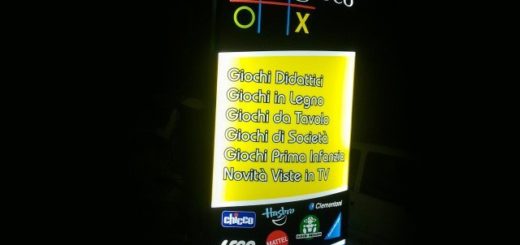 O X
Giochi Didattici
Giochi in Legno
Giochi da Tavolo
Giochi di Società
Giochi Prima Infanzia
Novità Viste in TV
chicco Hasbro Clementoni
LEGO MATTEL